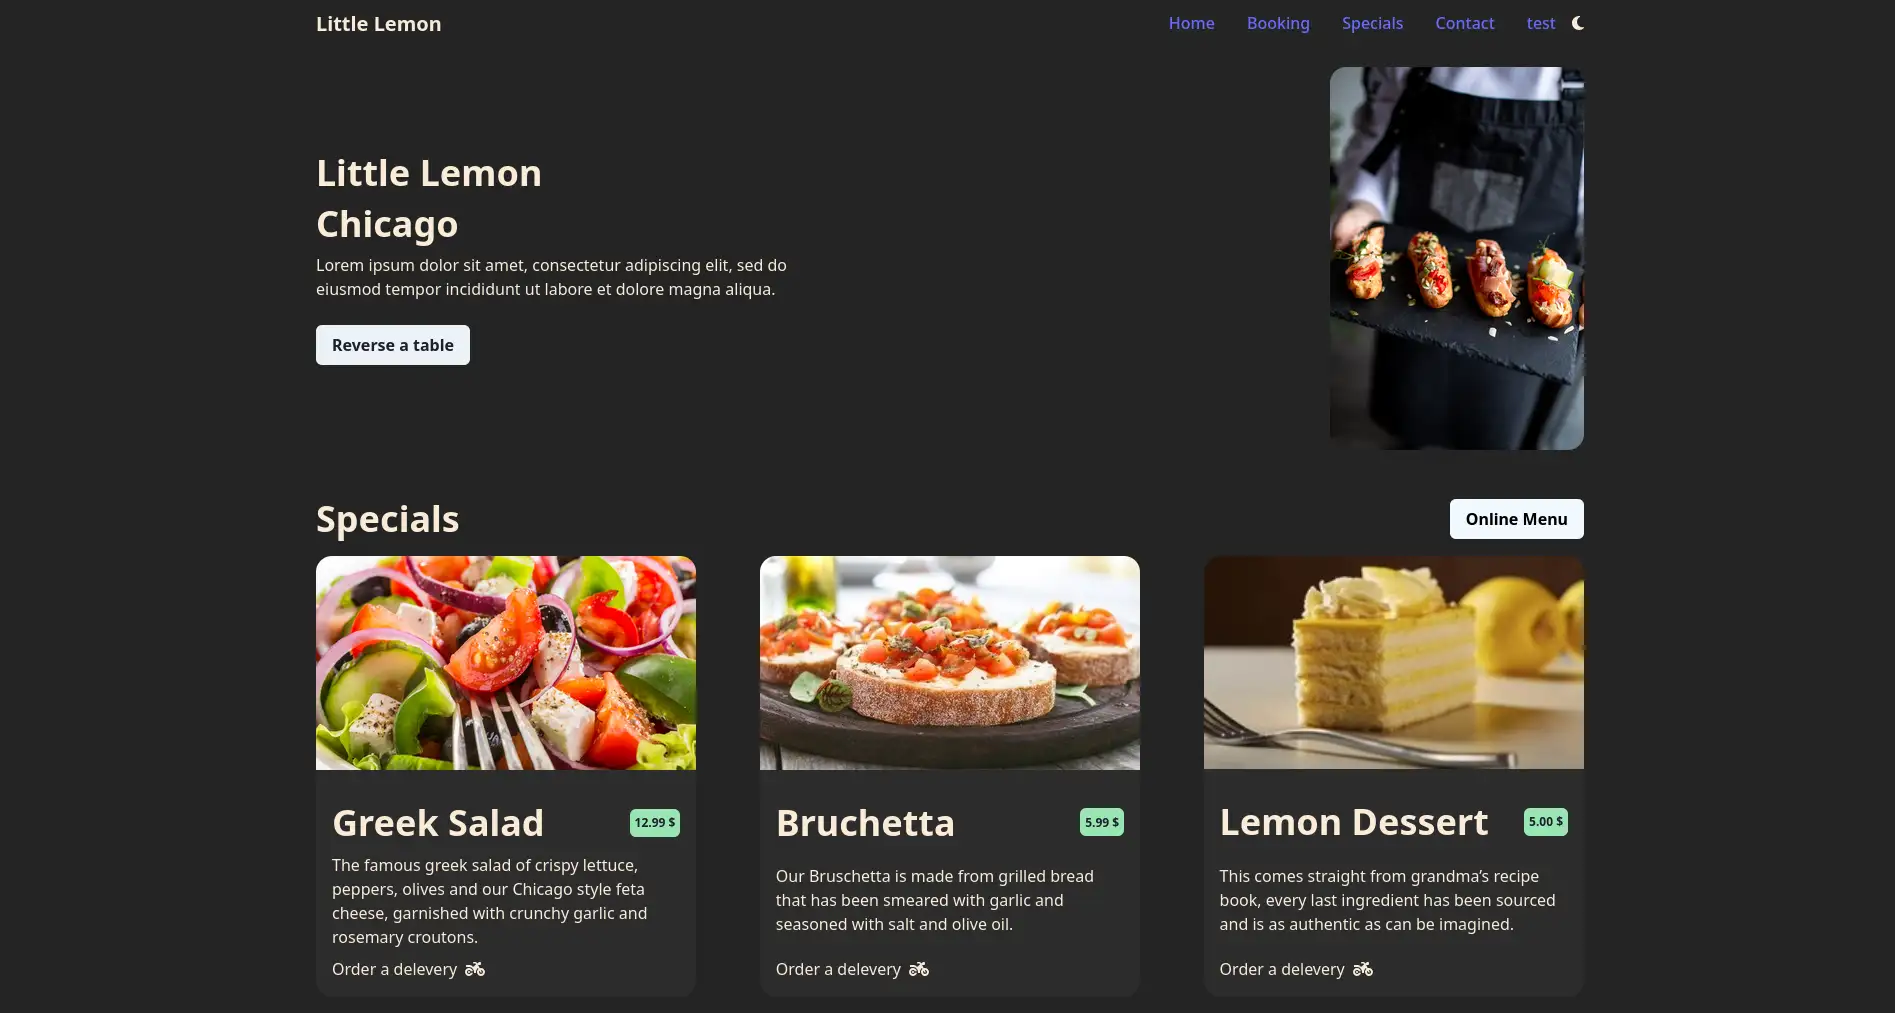 Little Lemon
Home Booking Specials Contact test
Little Lemon
Chicago
Lorem ipsum dolor sit amet, consectetur adipiscing elit, sed do
eiusmod tempor incididunt ut labore et dolore magna aliqua.
Reverse a table
Specials
Online Menu
Greek Salad
12.99 $
The famous greek salad of crispy lettuce,
peppers, olives and our Chicago style feta
cheese, garnished with crunchy garlic and
rosemary croutons.
Order a delevery
Bruchetta
5.99 $
Our Bruschetta is made from grilled bread
that has been smeared with garlic and
seasoned with salt and olive oil.
Order a delevery
Lemon Dessert
5.00 $
This comes straight from grandma’s recipe
book, every last ingredient has been sourced
and is as authentic as can be imagined.
Order a delevery